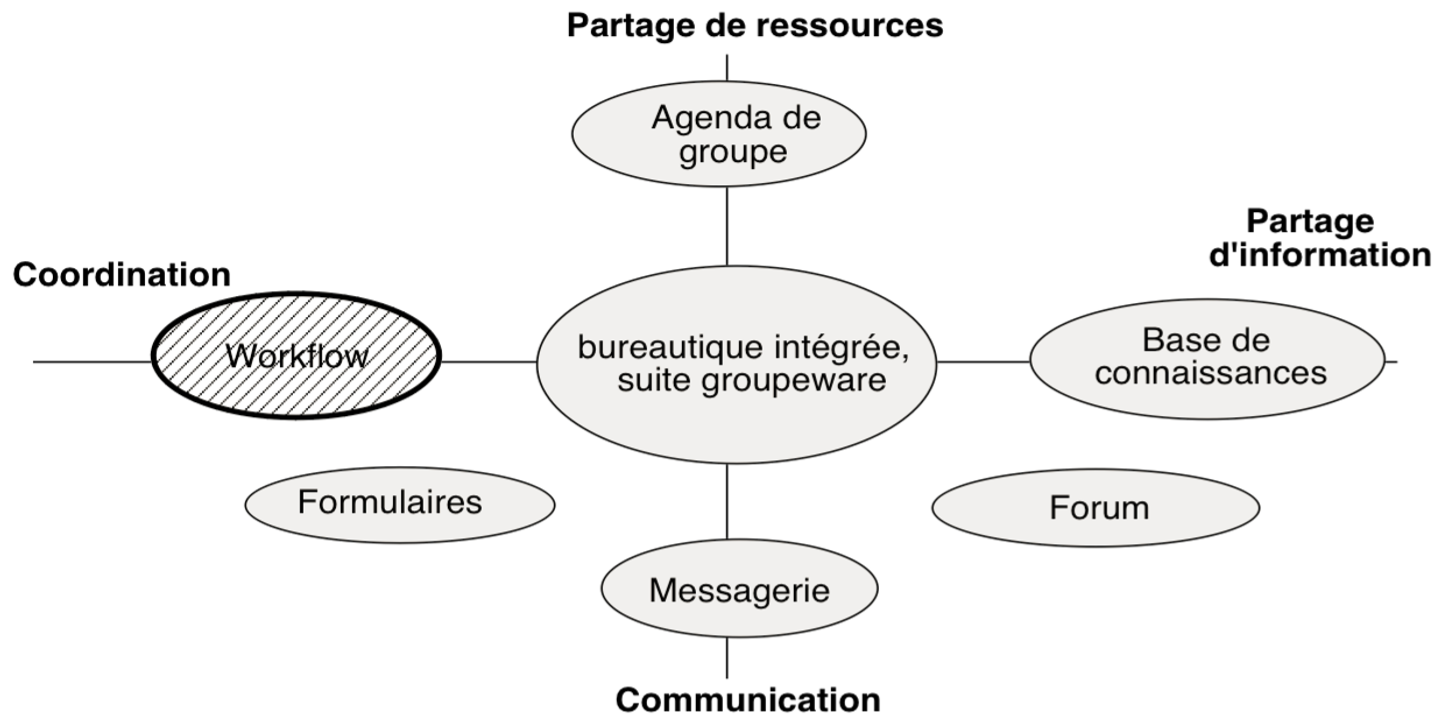 Partage de ressources
Agenda de
groupe
Partage
d'information
Coordination
Workflow
bureautique intégrée,
suite groupeware
Base de
connaissances
Formulaires
Forum
Messagerie
Communication